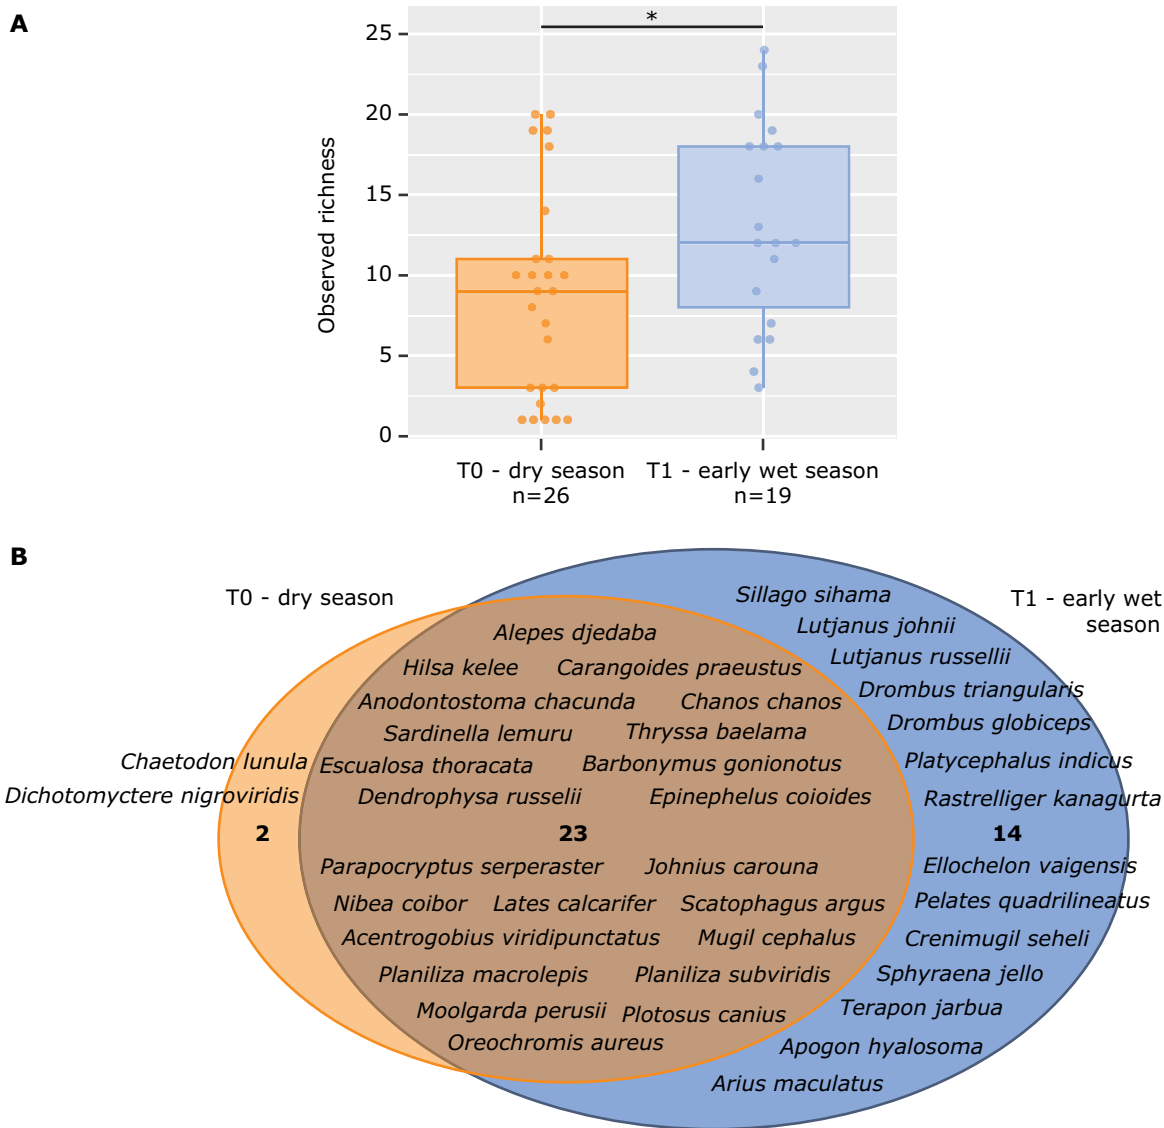 A
*
25
20
15
10
5
0
Observed richness
T0 - dry season
n=26
T1 - early wet season
n=19
B
T0 - dry season
T1 - early wet
season
Sillago sihama
Lutjanus johnii
Alepes djedaba
Lutjanus russellii
Hilsa kelee Carangoides praeustus
Drombus triangularis
Anodontostoma chacunda Chanos chanos
Drombus globiceps
Sardinella lemuru Thryssa baelama
Chaetodon lunula Escualosa thoracata Barbonymus gonionotus Platycephalus indicus
Dichotomyctere nigroviridis Dendrophysa russelii Epinephelus coioides Rastrelliger kanagurta
2 23 14
Parapocryptus serperaster Johnius carouna Ellochelon vaigensis
Nibea coibor Lates calcarifer Scatophagus argus Pelates quadrilineatus
Acentrogobius viridipunctatus Mugil cephalus Crenimugil seheli
Planiliza macrolepis Planiliza subviridis Sphyraena jello
Moolgarda perusii Plotosus canius Terapon jarbua
Oreochromis aureus Apogon hyalosoma
Arius maculatus